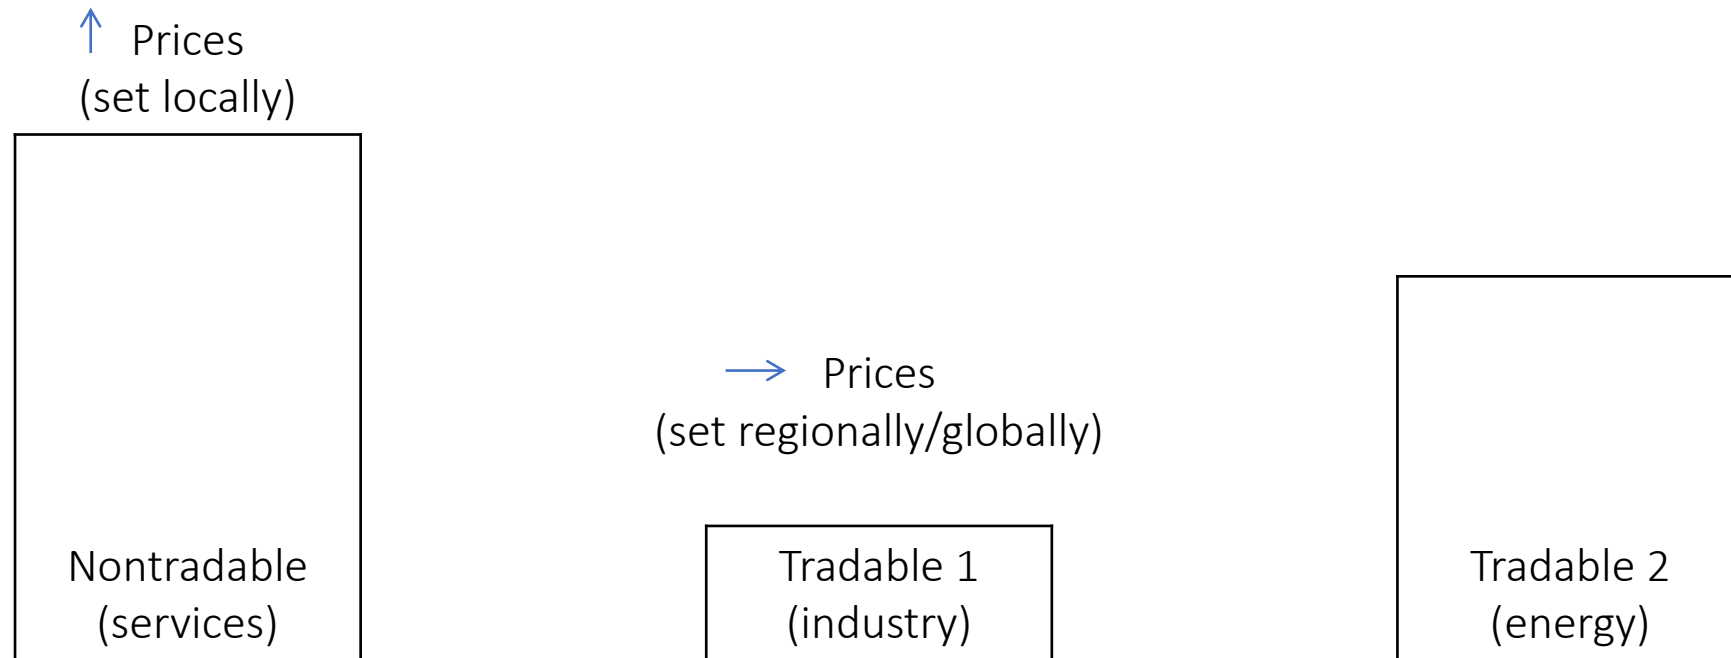 Prices
(set locally)
Prices
(set regionally/globally)
Nontradable
(services)
Tradable 1
(industry)
Tradable 2
(energy)